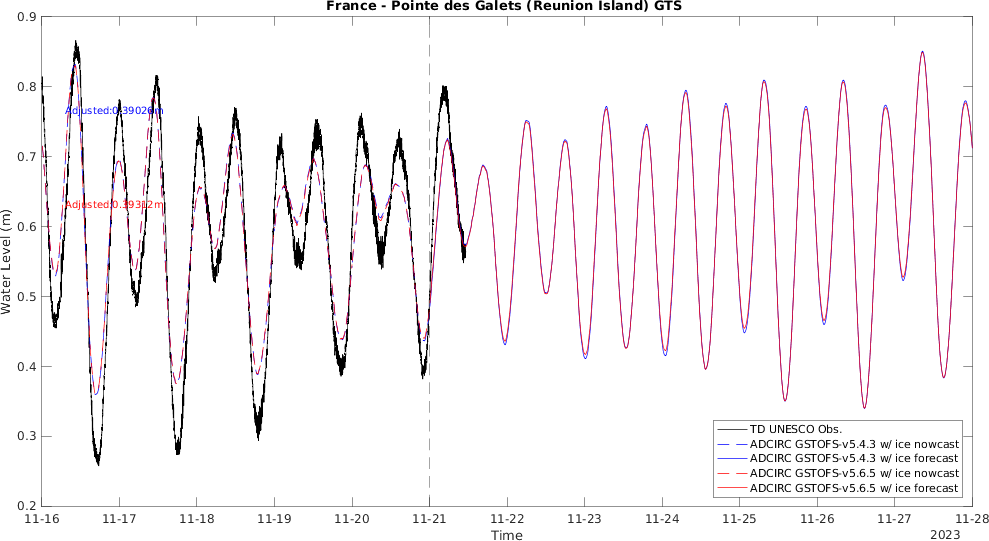 France - Pointe des Galets (Reunion Island) GTS
0.9
0.8
0.7
0.6
0.5
0.4
0.3
0.2
Water Level (m)
Adjusted:0.39026m
Adjusted:0.39312m
TD UNESCO Obs.
ADCIRC GSTOFS-v5.4.3 w/ ice nowcast
ADCIRC GSTOFS-v5.4.3 w/ ice forecast
ADCIRC GSTOFS-v5.6.5 w/ ice nowcast
ADCIRC GSTOFS-v5.6.5 w/ ice forecast
11-16 11-17 11-18 11-19 11-20 11-21 11-22 11-23 11-24 11-25 11-26 11-27 11-28
Time
2023